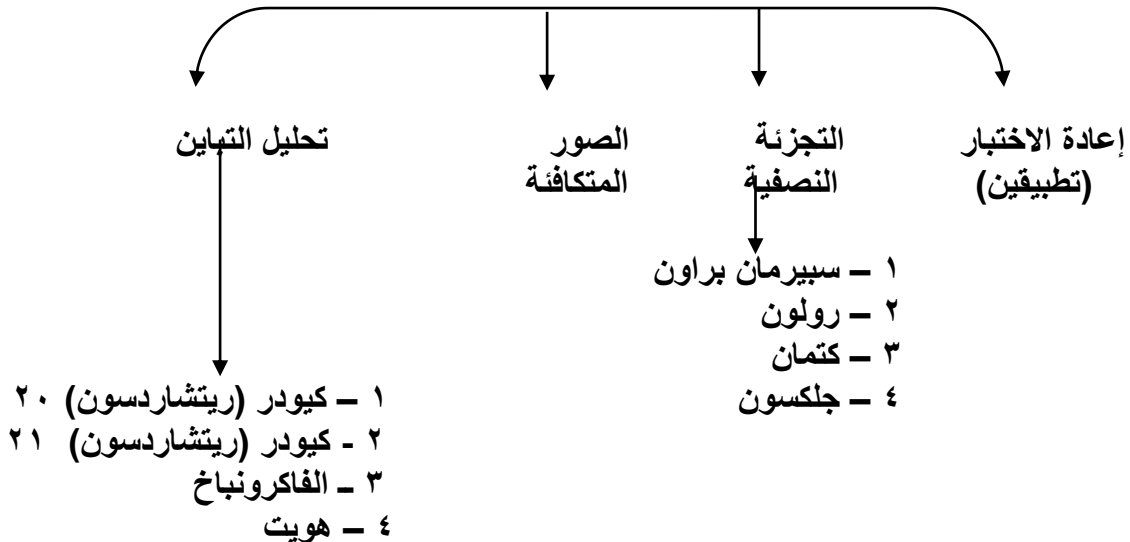 إعادة الاختبار
(تطبيقين)
التجزئة
النصفية
الصور
المتكافئة
تحليل التباين
١ – سبيرمان براون
٢ – رولون
٣ – كتمان
٤ – جلكسون
١ – كيودر (ريتشاردسون) ٢٠
٢ - كيودر (ريتشاردسون) ٢١
٣ – الفاكرونباخ
٤ – هويت